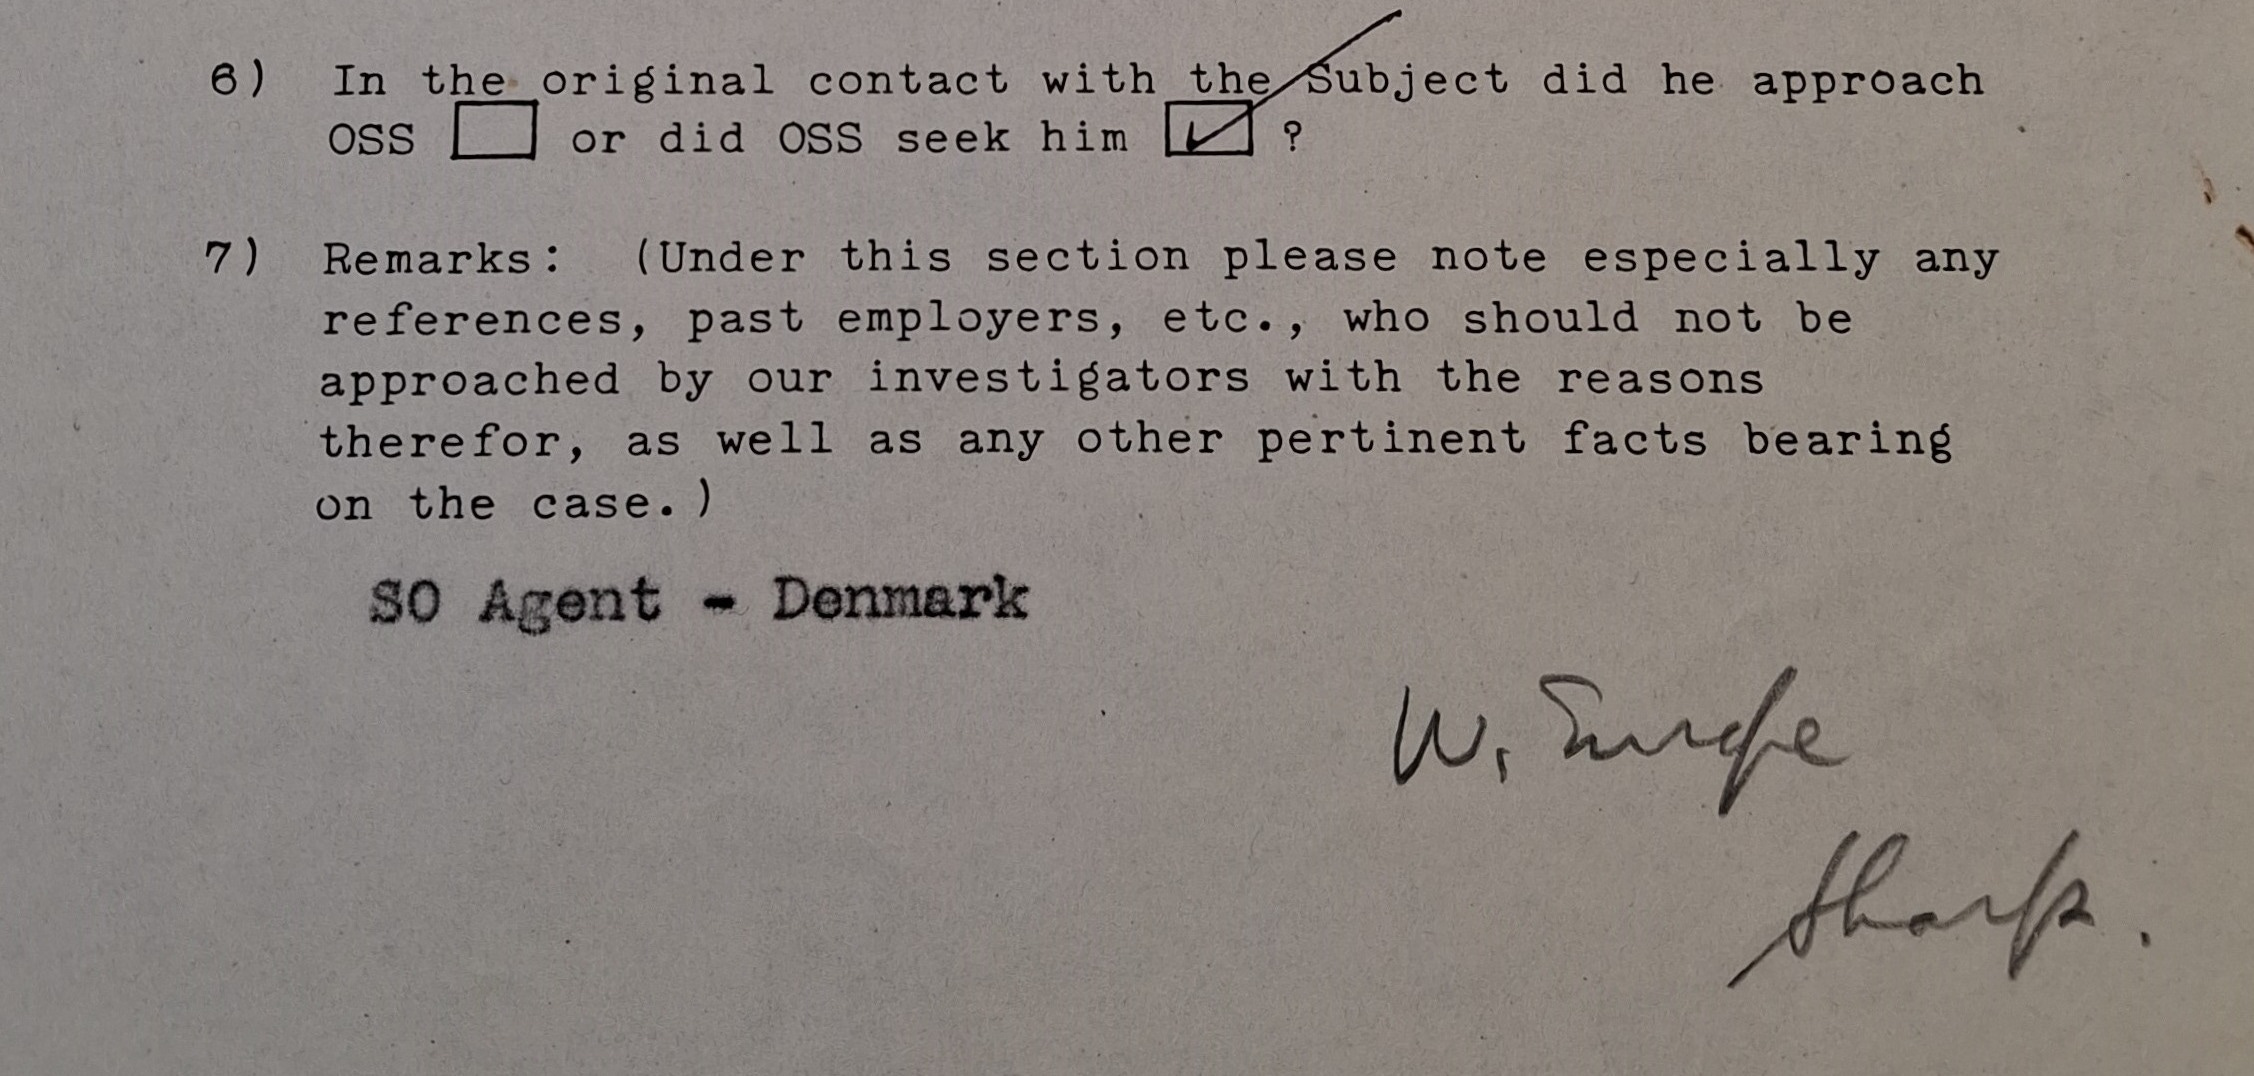 6) In the original contact with the Subject did he approach
OSS or did OSS seek him ✓ ?
7) Remarks: (Under this section please note especially any
references, past employers, etc., who should not be
approached by our investigators with the reasons
therefor, as well as any other pertinent facts bearing
on the case.)
SO Agent - Denmark
W. Europe
Sharp.